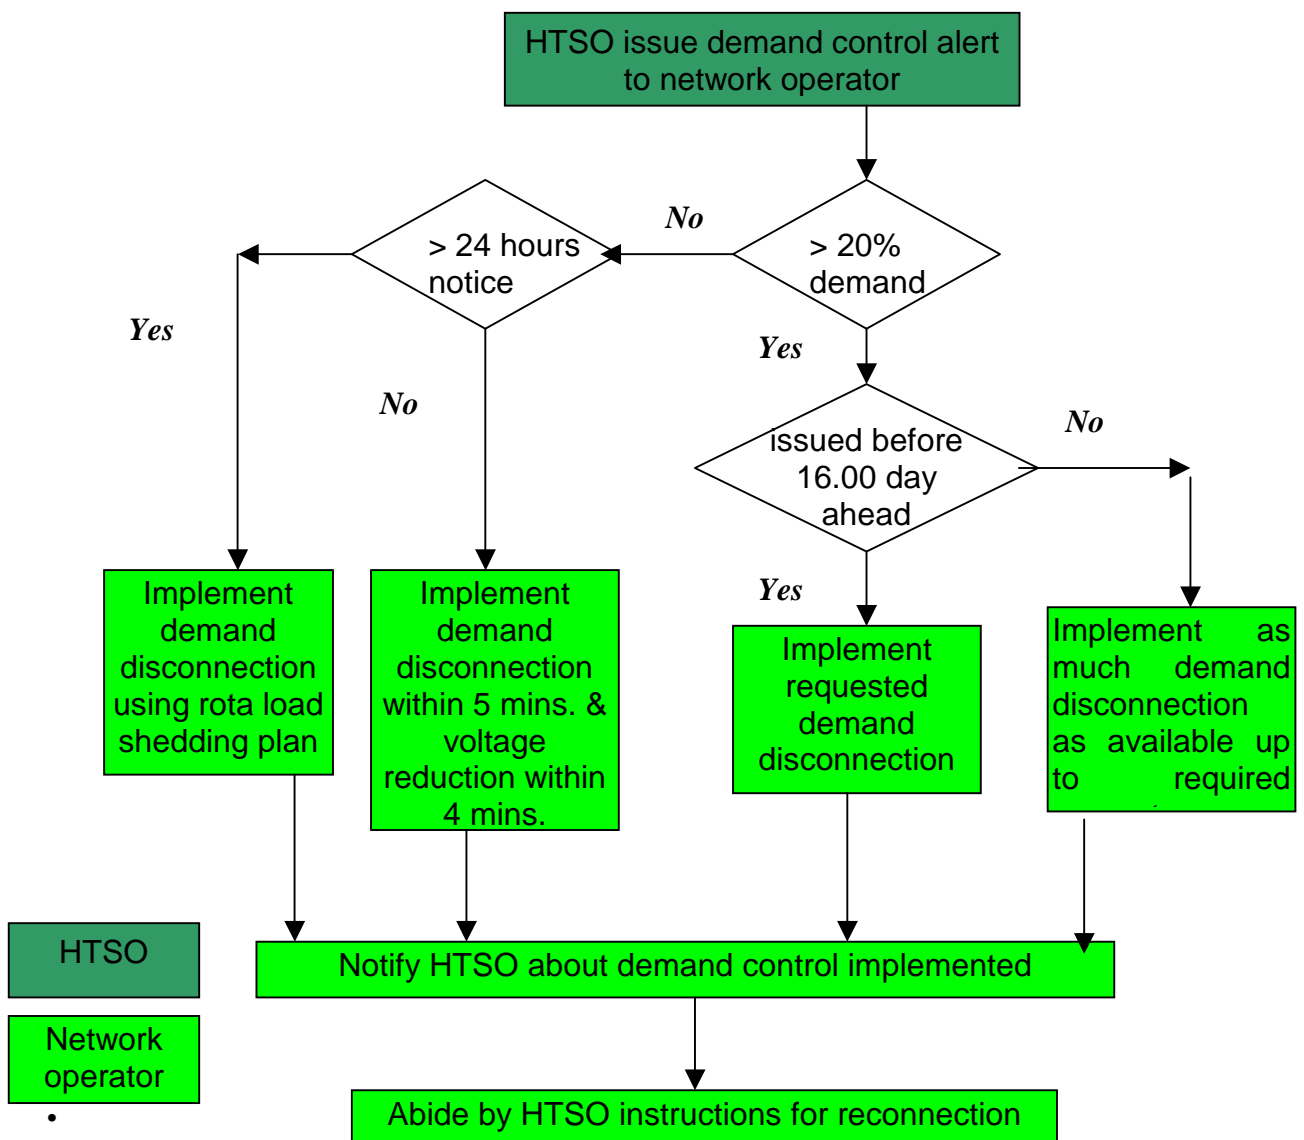 HTSO issue demand control alert
to network operator
> 24 hours
notice
No
> 20%
demand
Yes
Yes
No
issued before
16.00 day
ahead
No
Yes
Implement
demand
disconnection
using rota load
shedding plan
Implement
demand
disconnection
within 5 mins. &
voltage
reduction within
4 mins.
Implement
requested
demand
disconnection
Implement as
much demand
disconnection
as available up
to required
HTSO
Notify HTSO about demand control implemented
Network
operator
•
Abide by HTSO instructions for reconnection